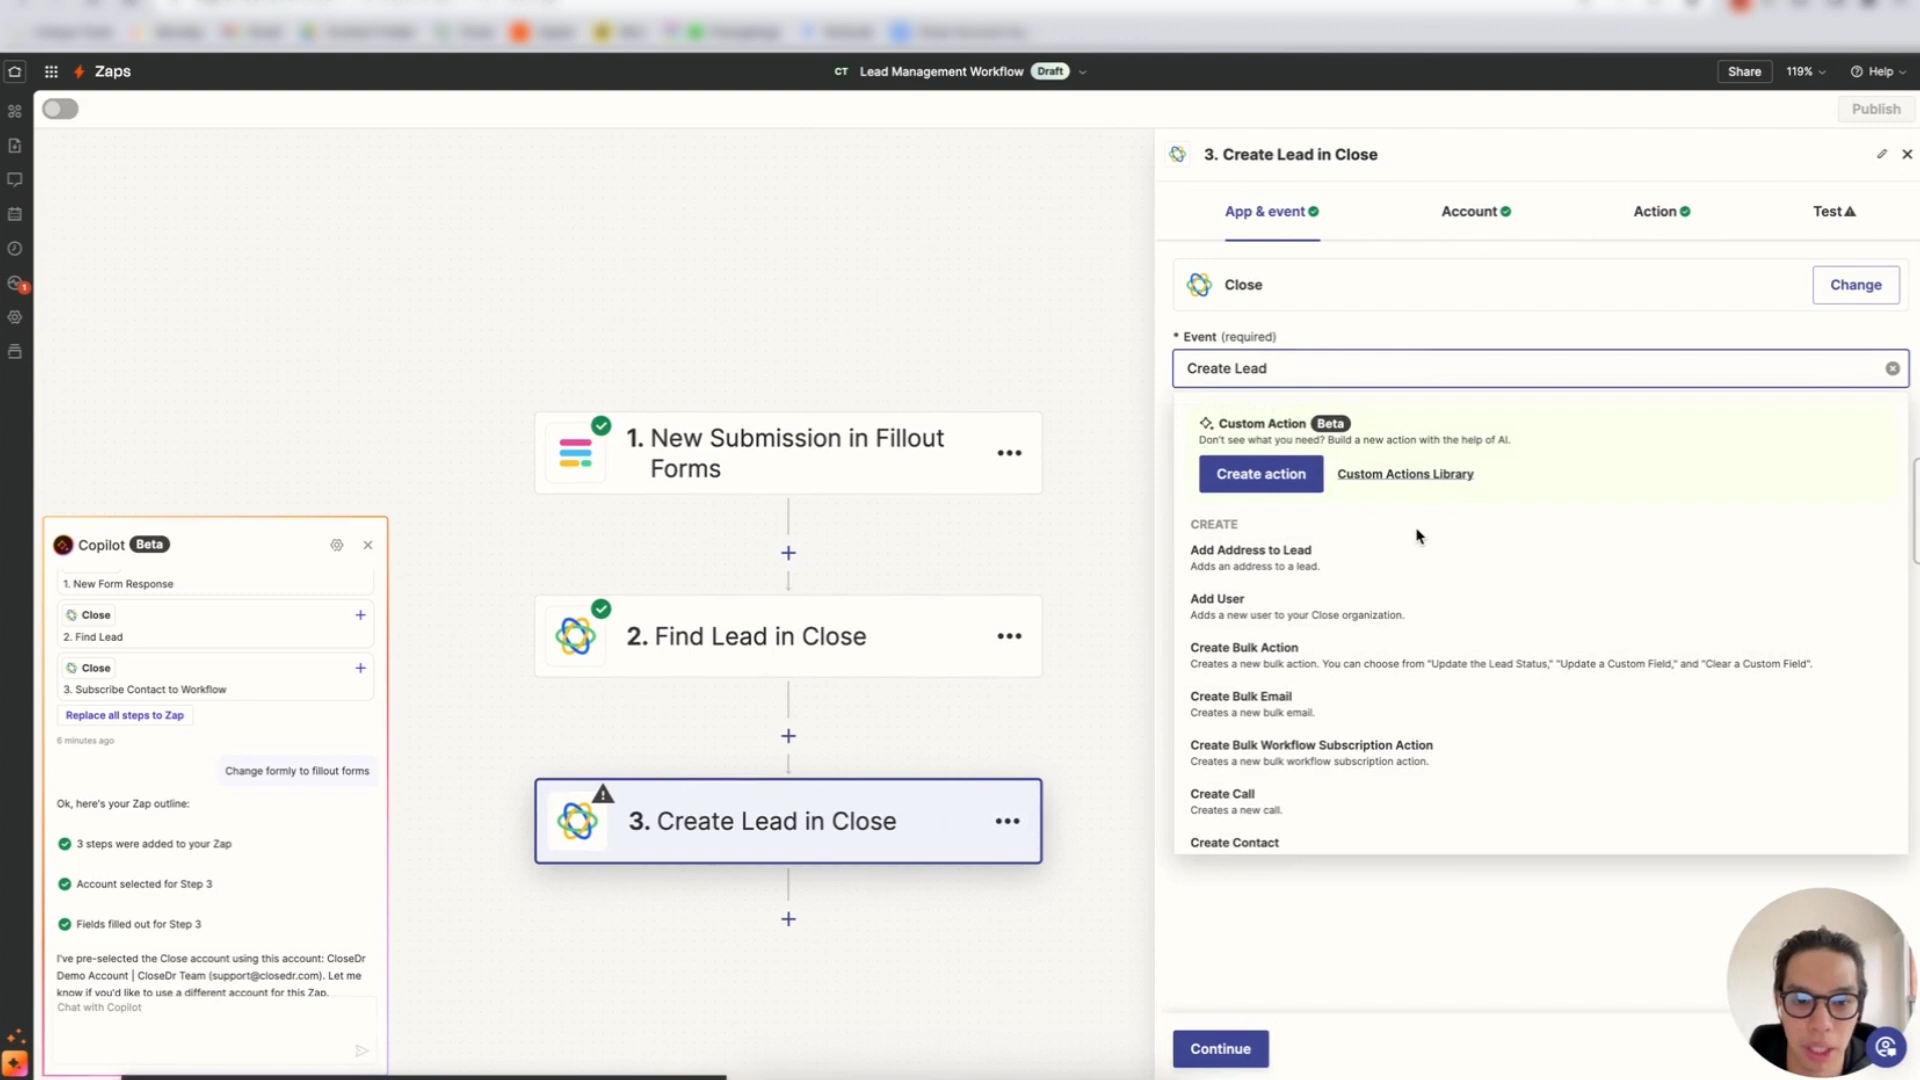 Zaps
CT Lead Management Workflow Draft
Share
119%
Help
Publish
1
3. Create Lead in Close
App & event
Account
Action
Test
Close
Change
* Event (required)
Create Lead
Custom Action Beta
Don't see what you need? Build a new action with the help of AI.
Create action
Custom Actions Library
CREATE
Add Address to Lead
Adds an address to a lead.
Add User
Adds a new user to your Close organization.
Create Bulk Action
Creates a new bulk action. You can choose from "Update the Lead Status," "Update a Custom Field," and "Clear a Custom Field".
Create Bulk Email
Creates a new bulk email.
Create Bulk Workflow Subscription Action
Creates a new bulk workflow subscription action.
Create Call
Creates a new call.
Create Contact
Continue
1. New Submission in Fillout
Forms
2. Find Lead in Close
3. Create Lead in Close
Copilot Beta
1. New Form Response
Close
2. Find Lead
Close
3. Subscribe Contact to Workflow
Replace all steps to Zap
6 minutes ago
Change formly to fillout forms
Ok, here's your Zap outline:
3 steps were added to your Zap
Account selected for Step 3
Fields filled out for Step 3
I've pre-selected the Close account using this account: CloseDr
Demo Account | CloseDr Team (support@closedr.com). Let me
know if you'd like to use a different account for this Zap.
Chat with Copilot